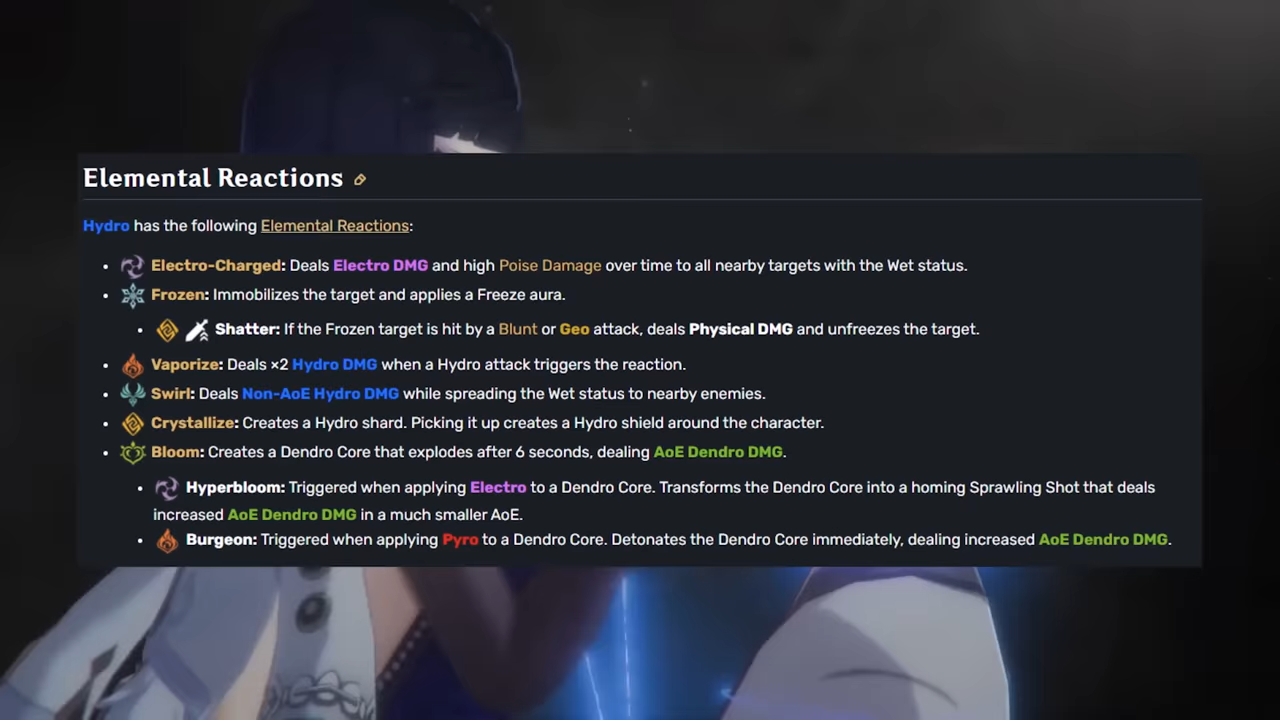 Elemental Reactions
Hydro has the following Elemental Reactions:
Electro-Charged: Deals Electro DMG and high Poise Damage over time to all nearby targets with the Wet status.
Frozen: Immobilizes the target and applies a Freeze aura.
Shatter: If the Frozen target is hit by a Blunt or Geo attack, deals Physical DMG and unfreezes the target.
Vaporize: Deals ×2 Hydro DMG when a Hydro attack triggers the reaction.
Swirl: Deals Non-AoE Hydro DMG while spreading the Wet status to nearby enemies.
Crystallize: Creates a Hydro shard. Picking it up creates a Hydro shield around the character.
Bloom: Creates a Dendro Core that explodes after 6 seconds, dealing AoE Dendro DMG.
Hyperbloom: Triggered when applying Electro to a Dendro Core. Transforms the Dendro Core into a homing Sprawling Shot that deals
increased AoE Dendro DMG in a much smaller AoE.
Burgeon: Triggered when applying Pyro to a Dendro Core. Detonates the Dendro Core immediately, dealing increased AoE Dendro DMG.